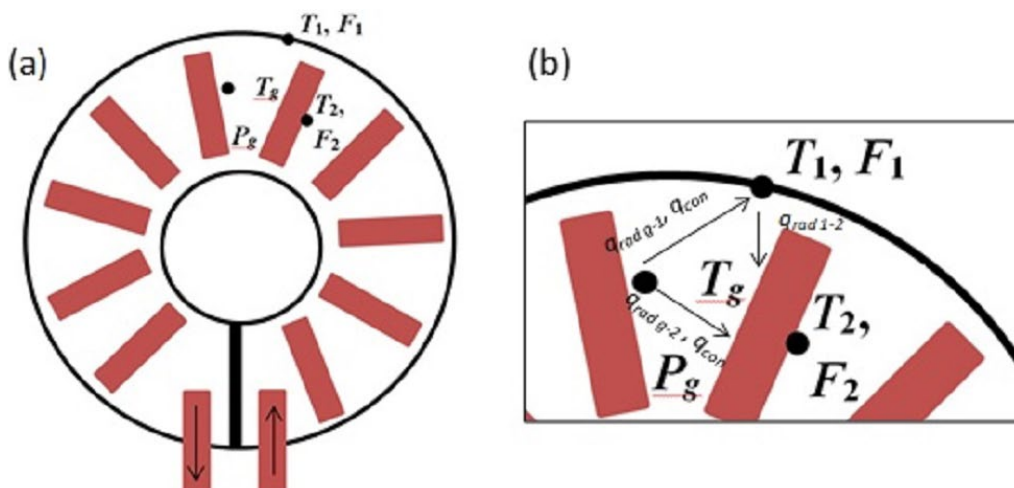 (a)
T1, F1
Tg
T2,
F2
Pg
(b)
T1, F1
qrad g-1, qcon
qrad 1-2
Tg
qrad g-2, qcon
T2,
F2
Pg